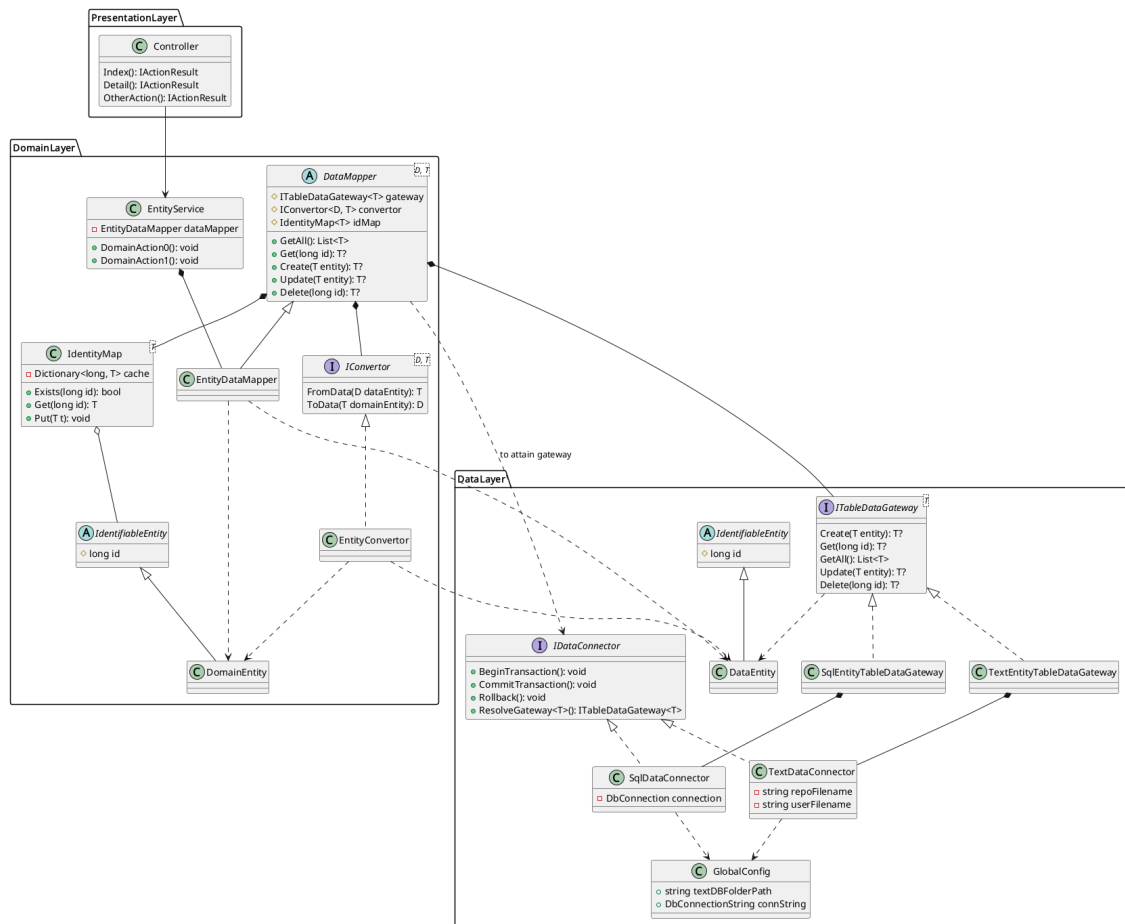 PresentationLayer
C Controller
Index(): IActionResult
Detail(): IActionResult
OtherAction(): IActionResult
DomainLayer
A DataMapper D, T
ITableDataGateway<T> gateway
IConvertor<D, T> convertor
IdentityMap<T> idMap
GetAll(): List<T>
Get(long id): T?
Create(T entity): T?
Update(T entity): T?
Delete(long id): T?
C EntityService
EntityDataMapper dataMapper
DomainAction0(): void
DomainAction1(): void
C IdentityMap T
Dictionary<long, T> cache
Exists(long id): bool
Get(long id): T
Put(T t): void
C EntityDataMapper
I IConvertor D, T
FromData(D dataEntity): T
ToData(T domainEntity): D
to attain gateway
A IdentifiableEntity
long id
C EntityConvertor
C DomainEntity
DataLayer
I ITableDataGateway T
Create(T entity): T?
Get(long id): T?
GetAll(): List<T>
Update(T entity): T?
Delete(long id): T?
A IdentifiableEntity
long id
I IDataConnector
BeginTransaction(): void
CommitTransaction(): void
Rollback(): void
ResolveGateway<T>(): ITableDataGateway<T>
C DataEntity
C SqlEntityTableDataGateway
C TextEntityTableDataGateway
C SqlDataConnector
DbConnection connection
C TextDataConnector
string repoFilename
string userFilename
C GlobalConfig
string textDBFolderPath
DbConnectionString connString